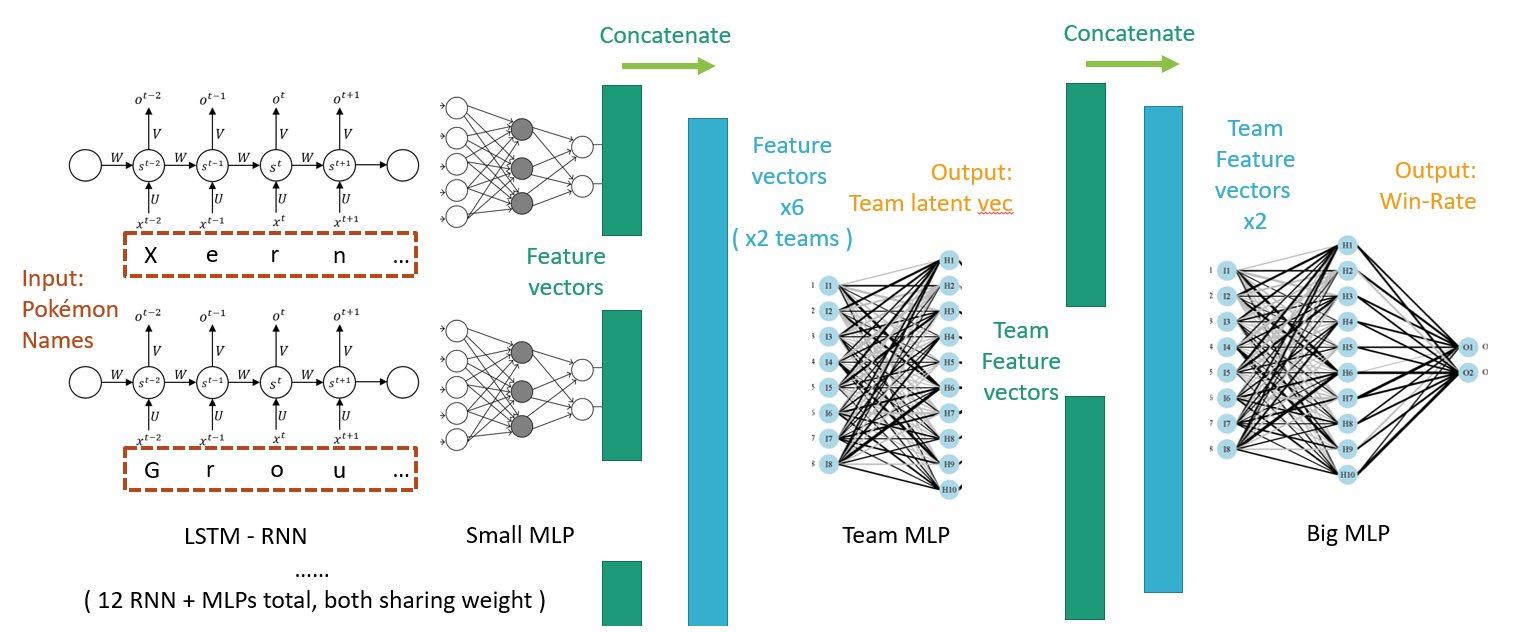 Concatenate
Concatenate
o^{t-2} o^{t-1} o^t o^{t+1}
V V V V
W W W W
s^{t-2} s^{t-1} s^t s^{t+1}
U U U U
x^{t-2} x^{t-1} x^t x^{t+1}
X e r n ...
Input:
Pokémon
Names
o^{t-2} o^{t-1} o^t o^{t+1}
V V V V
W W W W
s^{t-2} s^{t-1} s^t s^{t+1}
U U U U
x^{t-2} x^{t-1} x^t x^{t+1}
G r o u ...
LSTM - RNN
Small MLP
......
( 12 RNN + MLPs total, both sharing weight )
Feature
vectors
Feature
vectors
x6
( x2 teams )
Output:
Team latent vec
I1
I2
I3
I4
I5
I6
I7
I8
H1
H2
H3
H4
H5
H6
H7
H8
H9
H10
Team MLP
Team
Feature
vectors
Team
Feature
vectors
x2
Output:
Win-Rate
I1
I2
I3
I4
I5
I6
I7
I8
H1
H2
H3
H4
H5
H6
H7
H8
H9
H10
O1
O2
Big MLP